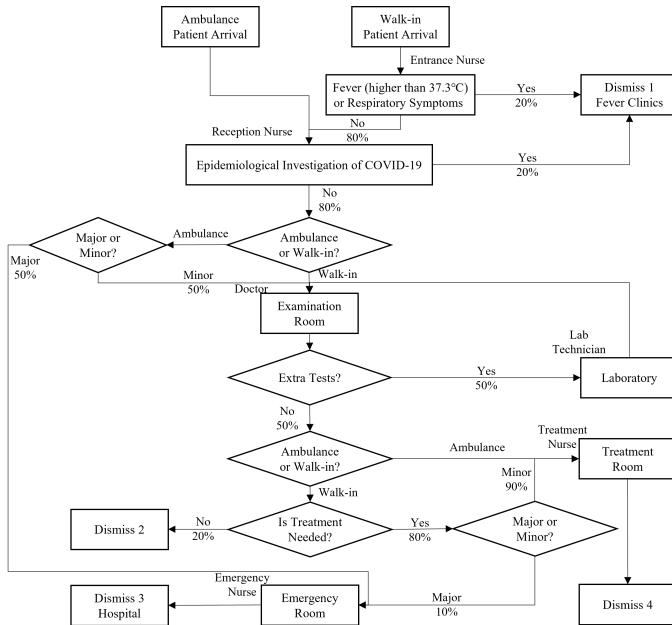 Ambulance
Patient Arrival
Walk-in
Patient Arrival
Entrance Nurse
Fever (higher than 37.3℃)
or Respiratory Symptoms
Yes
20%
Dismiss 1
Fever Clinics
No
80%
Reception Nurse
Epidemiological Investigation of COVID-19
Yes
20%
No
80%
Major or
Minor?
Ambulance
Ambulance
or Walk-in?
Major
50%
Minor
50%
Walk-in
Doctor
Examination
Room
Lab
Technician
Extra Tests?
Yes
50%
Laboratory
No
50%
Ambulance
or Walk-in?
Ambulance
Treatment
Nurse
Treatment
Room
Minor
90%
Walk-in
Dismiss 2
No
20%
Is Treatment
Needed?
Yes
80%
Major or
Minor?
Dismiss 3
Hospital
Emergency
Nurse
Emergency
Room
Major
10%
Dismiss 4